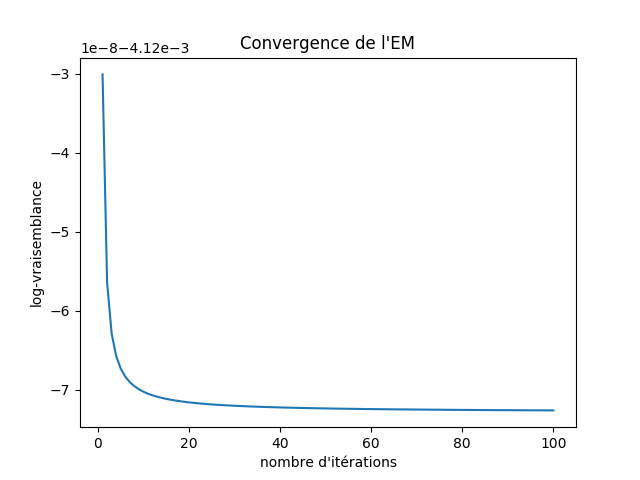 Convergence de l'EM
1e−8−4.12e−3
−3
−4
−5
−6
−7
log-vraisemblance
0 20 40 60 80 100
nombre d'itérations